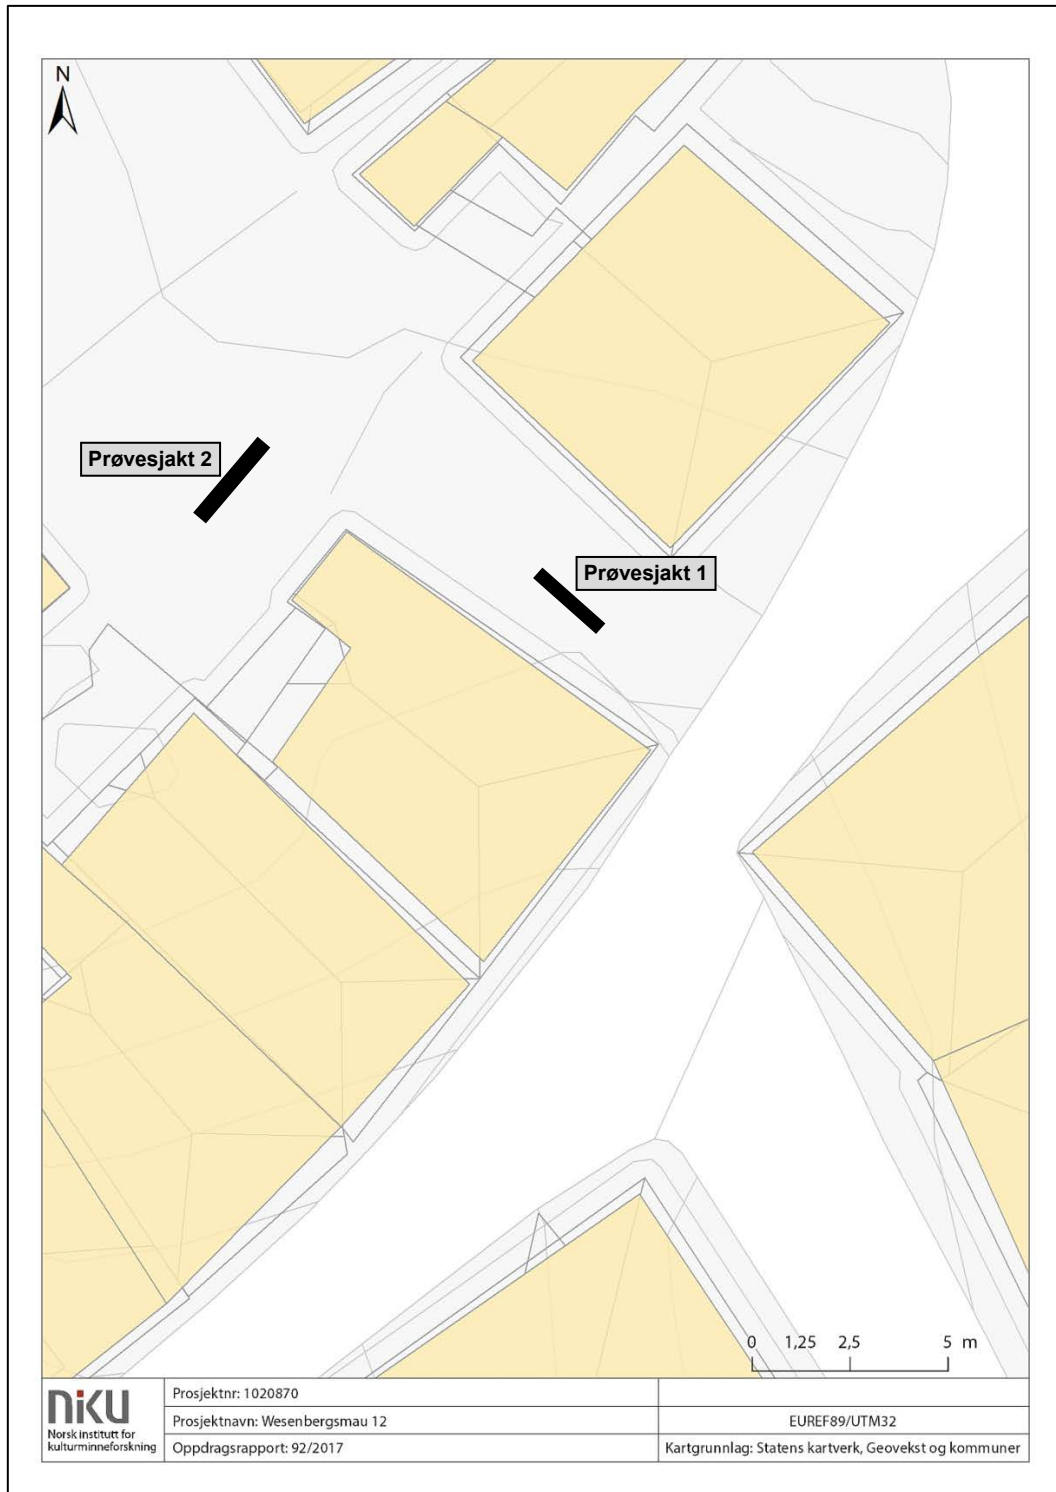 N
Prøvesjakt 2
Prøvesjakt 1
0 1,25 2,5 5 m
niku
Norsk institutt for
kulturminneforskning
Prosjektnr: 1020870
Prosjektnavn: Wesenbergsmau 12
EUREF89/UTM32
Oppdragsrapport: 92/2017
Kartgrunnlag: Statens kartverk, Geovekst og kommuner